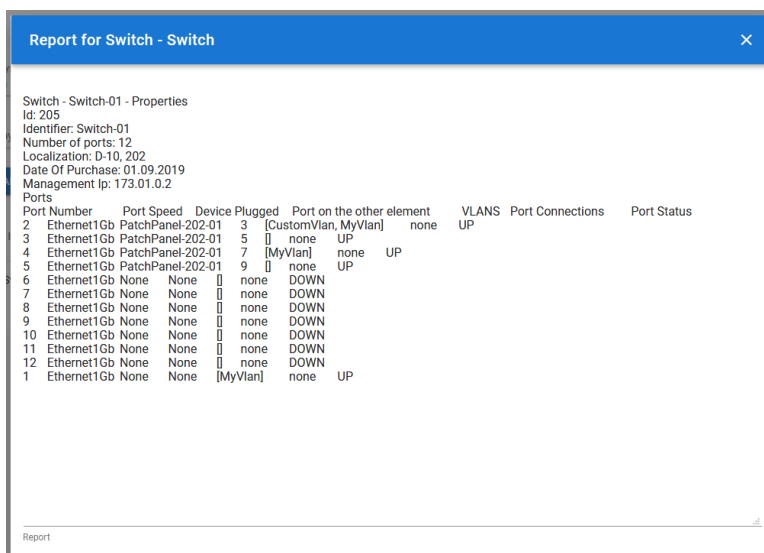 Report for Switch - Switch
Switch - Switch-01 - Properties
Id: 205
Identifier: Switch-01
Number of ports: 12
Localization: D-10, 202
Date Of Purchase: 01.09.2019
Management Ip: 173.01.0.2
Ports
Port Number Port Speed Device Plugged Port on the other element VLANS Port Connections Port Status
2 Ethernet1Gb PatchPanel-202-01 3 [CustomVlan, MyVlan] none UP
3 Ethernet1Gb PatchPanel-202-01 5 [] none UP
4 Ethernet1Gb PatchPanel-202-01 7 [MyVlan] none UP
5 Ethernet1Gb PatchPanel-202-01 9 [] none UP
6 Ethernet1Gb None None [] none DOWN
7 Ethernet1Gb None None [] none DOWN
8 Ethernet1Gb None None [] none DOWN
9 Ethernet1Gb None None [] none DOWN
10 Ethernet1Gb None None [] none DOWN
11 Ethernet1Gb None None [] none DOWN
12 Ethernet1Gb None None [] none DOWN
1 Ethernet1Gb None None [MyVlan] none UP
Report